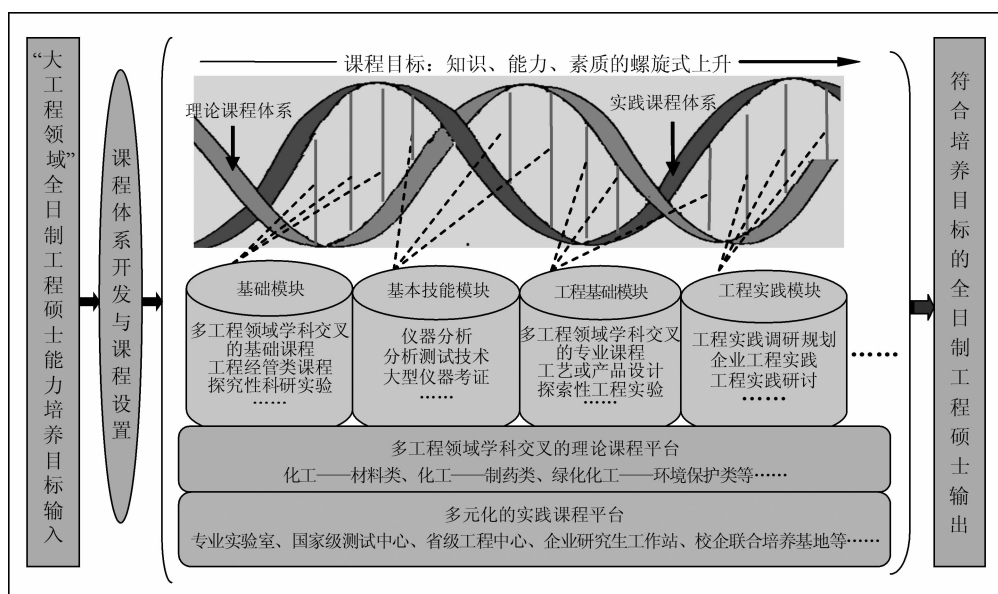 “大工程领域”全日制工程硕士能力培养目标输入
课程体系开发与课程设置
课程目标：知识、能力、素质的螺旋式上升
理论课程体系
实践课程体系
基础模块
多工程领域学科交叉
的基础课程
工程经管类课程
探究性科研实验
……
基本技能模块
仪器分析
分析测试技术
大型仪器考证
……
工程基础模块
多工程领域学科交叉
的专业课程
工艺或产品设计
探索性工程实验
……
工程实践模块
工程实践调研规划
企业工程实践
工程实践研讨
……
……
多工程领域学科交叉的理论课程平台
化工——材料类、化工——制药类、绿化化工——环境保护类等……
多元化的实践课程平台
专业实验室、国家级测试中心、省级工程中心、企业研究生工作站、校企联合培养基地等……
符合培养目标的全日制工程硕士输出